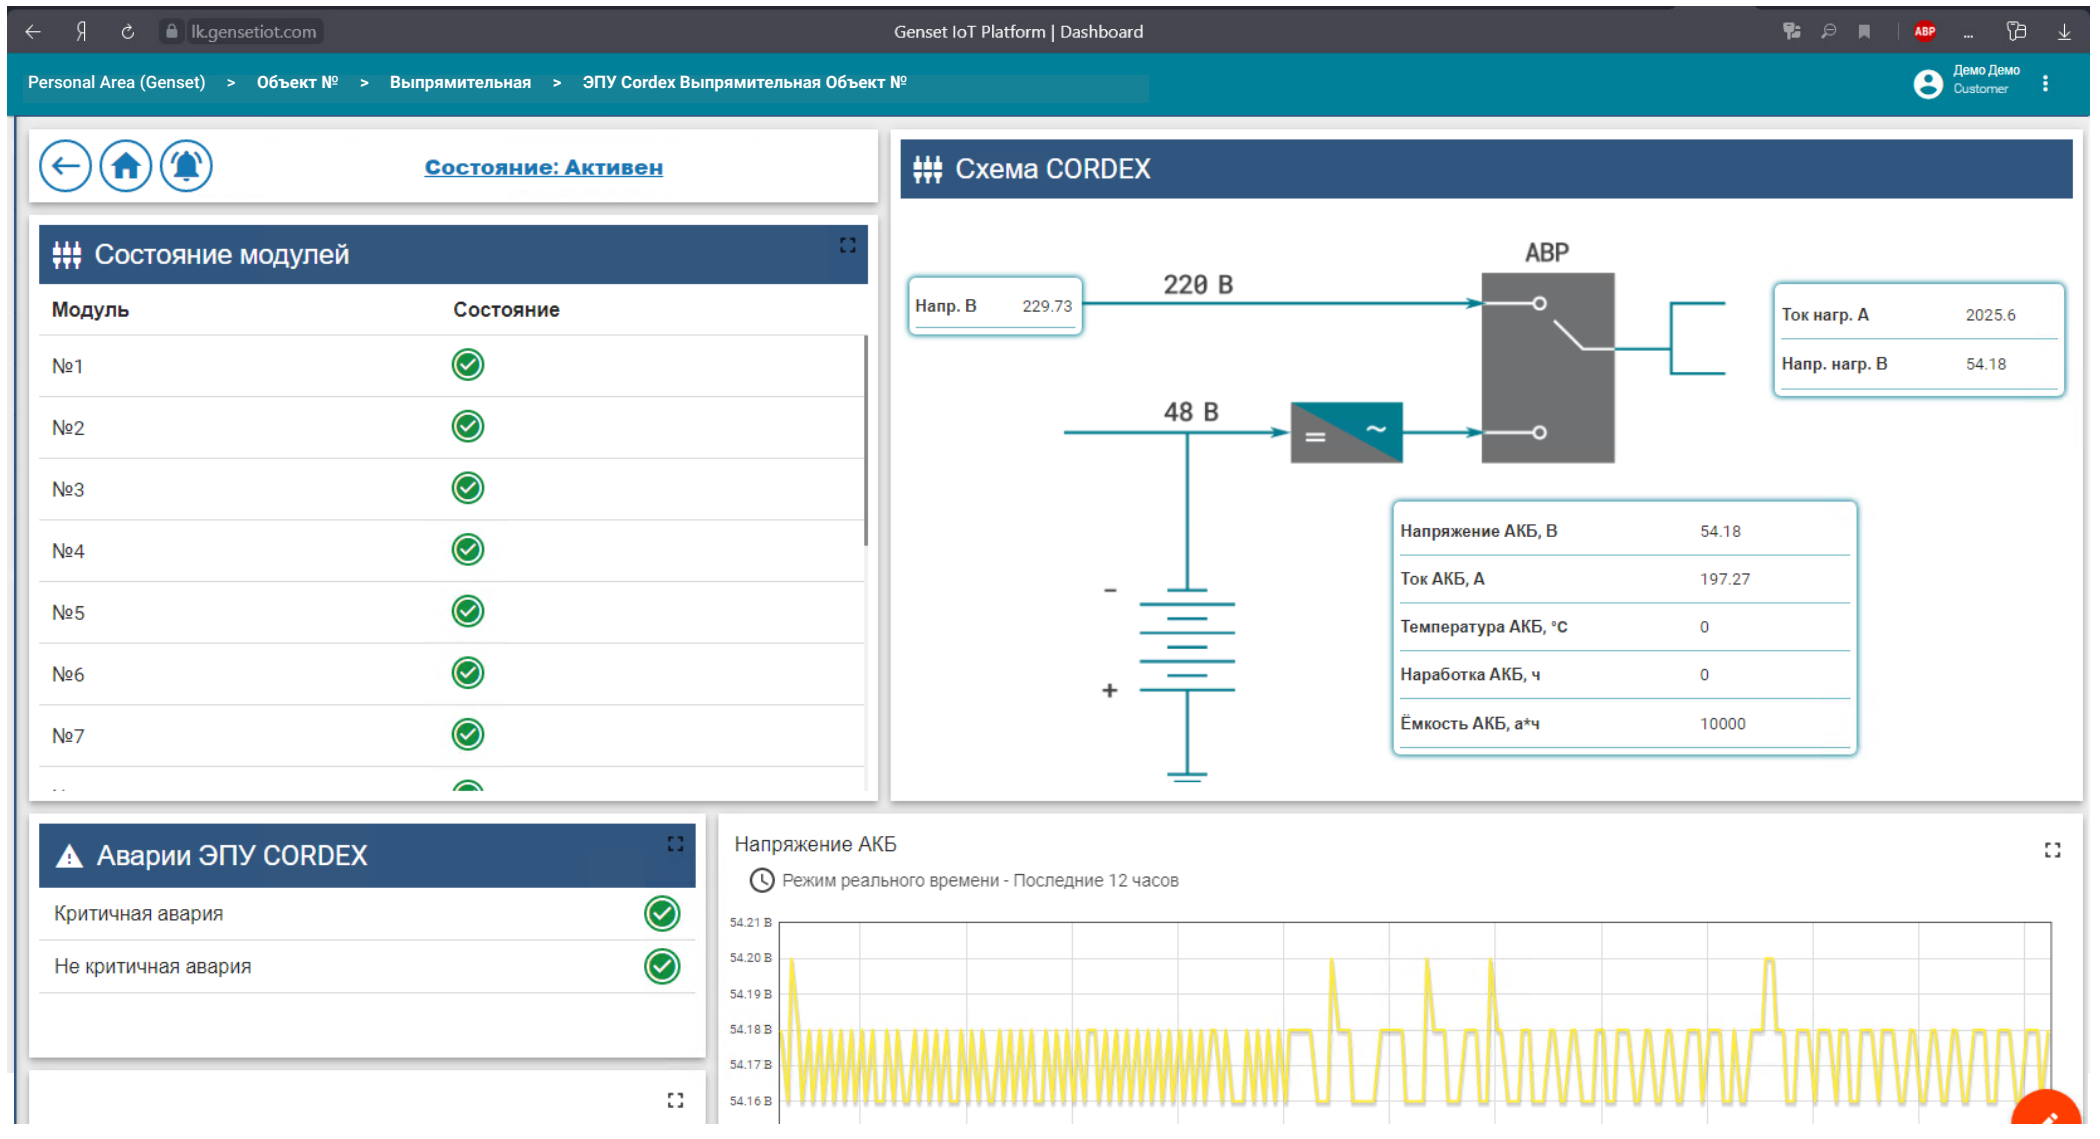 lk.gensetiot.com
Genset IoT Platform | Dashboard
ABP
...
Personal Area (Genset) > Объект № > Выпрямительная > ЭПУ Cordex Выпрямительная Объект №
Демо Демо
Customer
Состояние: Активен
Состояние модулей
Модуль Состояние
№1
№2
№3
№4
№5
№6
№7
Схема CORDEX
АВР
220 В
Напр. В 229.73
Ток нагр. А 2025.6
Напр. нагр. В 54.18
48 В
= ~
−
+
Напряжение АКБ, В 54.18
Ток АКБ, А 197.27
Температура АКБ, °С 0
Наработка АКБ, ч 0
Ёмкость АКБ, а*ч 10000
Аварии ЭПУ CORDEX
Критичная авария
Не критичная авария
Напряжение АКБ
Режим реального времени - Последние 12 часов
54.21 В
54.20 В
54.19 В
54.18 В
54.17 В
54.16 В